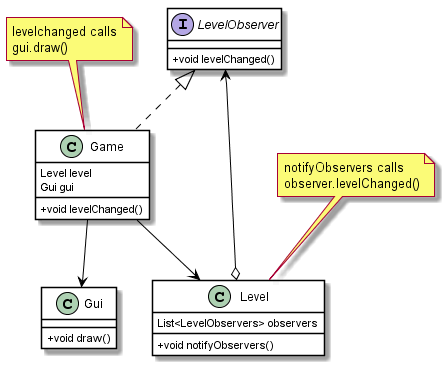 levelchanged calls
gui.draw()
I LevelObserver
+void levelChanged()
C Game
Level level
Gui gui
+void levelChanged()
notifyObservers calls
observer.levelChanged()
C Gui
+void draw()
C Level
List<LevelObservers> observers
+void notifyObservers()